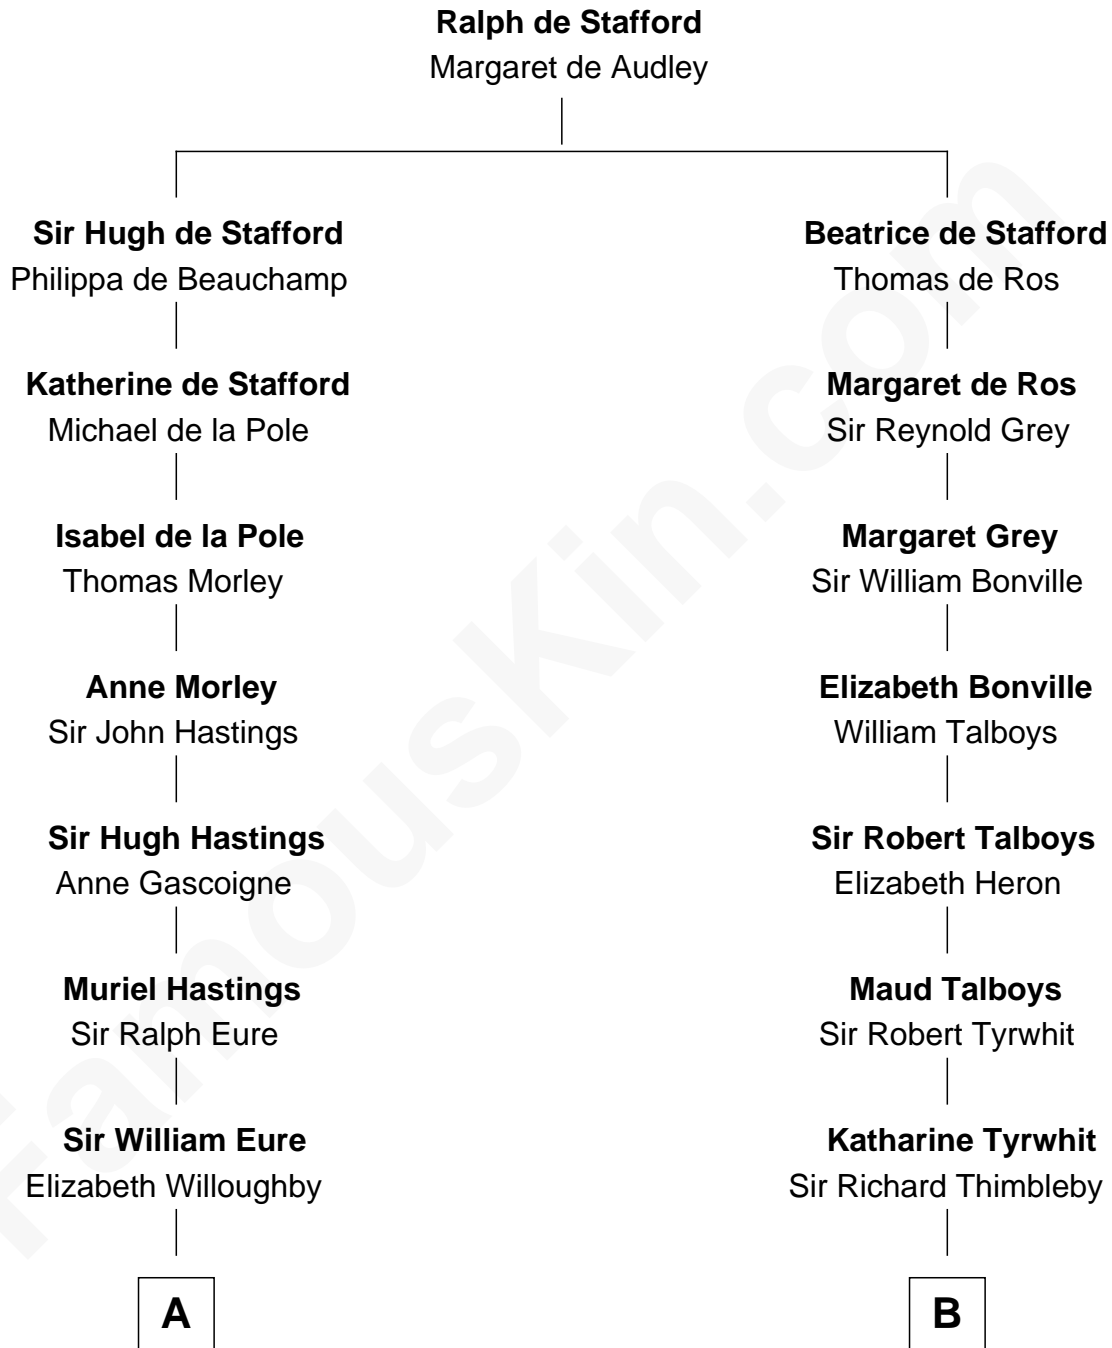 Ralph de Stafford
Margaret de Audley
Sir Hugh de Stafford
Philippa de Beauchamp
Katherine de Stafford
Michael de la Pole
Isabel de la Pole
Thomas Morley
Anne Morley
Sir John Hastings
Sir Hugh Hastings
Anne Gascoigne
Muriel Hastings
Sir Ralph Eure
Sir William Eure
Elizabeth Willoughby
A
Beatrice de Stafford
Thomas de Ros
Margaret de Ros
Sir Reynold Grey
Margaret Grey
Sir William Bonville
Elizabeth Bonville
William Talboys
Sir Robert Talboys
Elizabeth Heron
Maud Talboys
Sir Robert Tyrwhit
Katharine Tyrwhit
Sir Richard Thimbleby
B
FamousKin.com